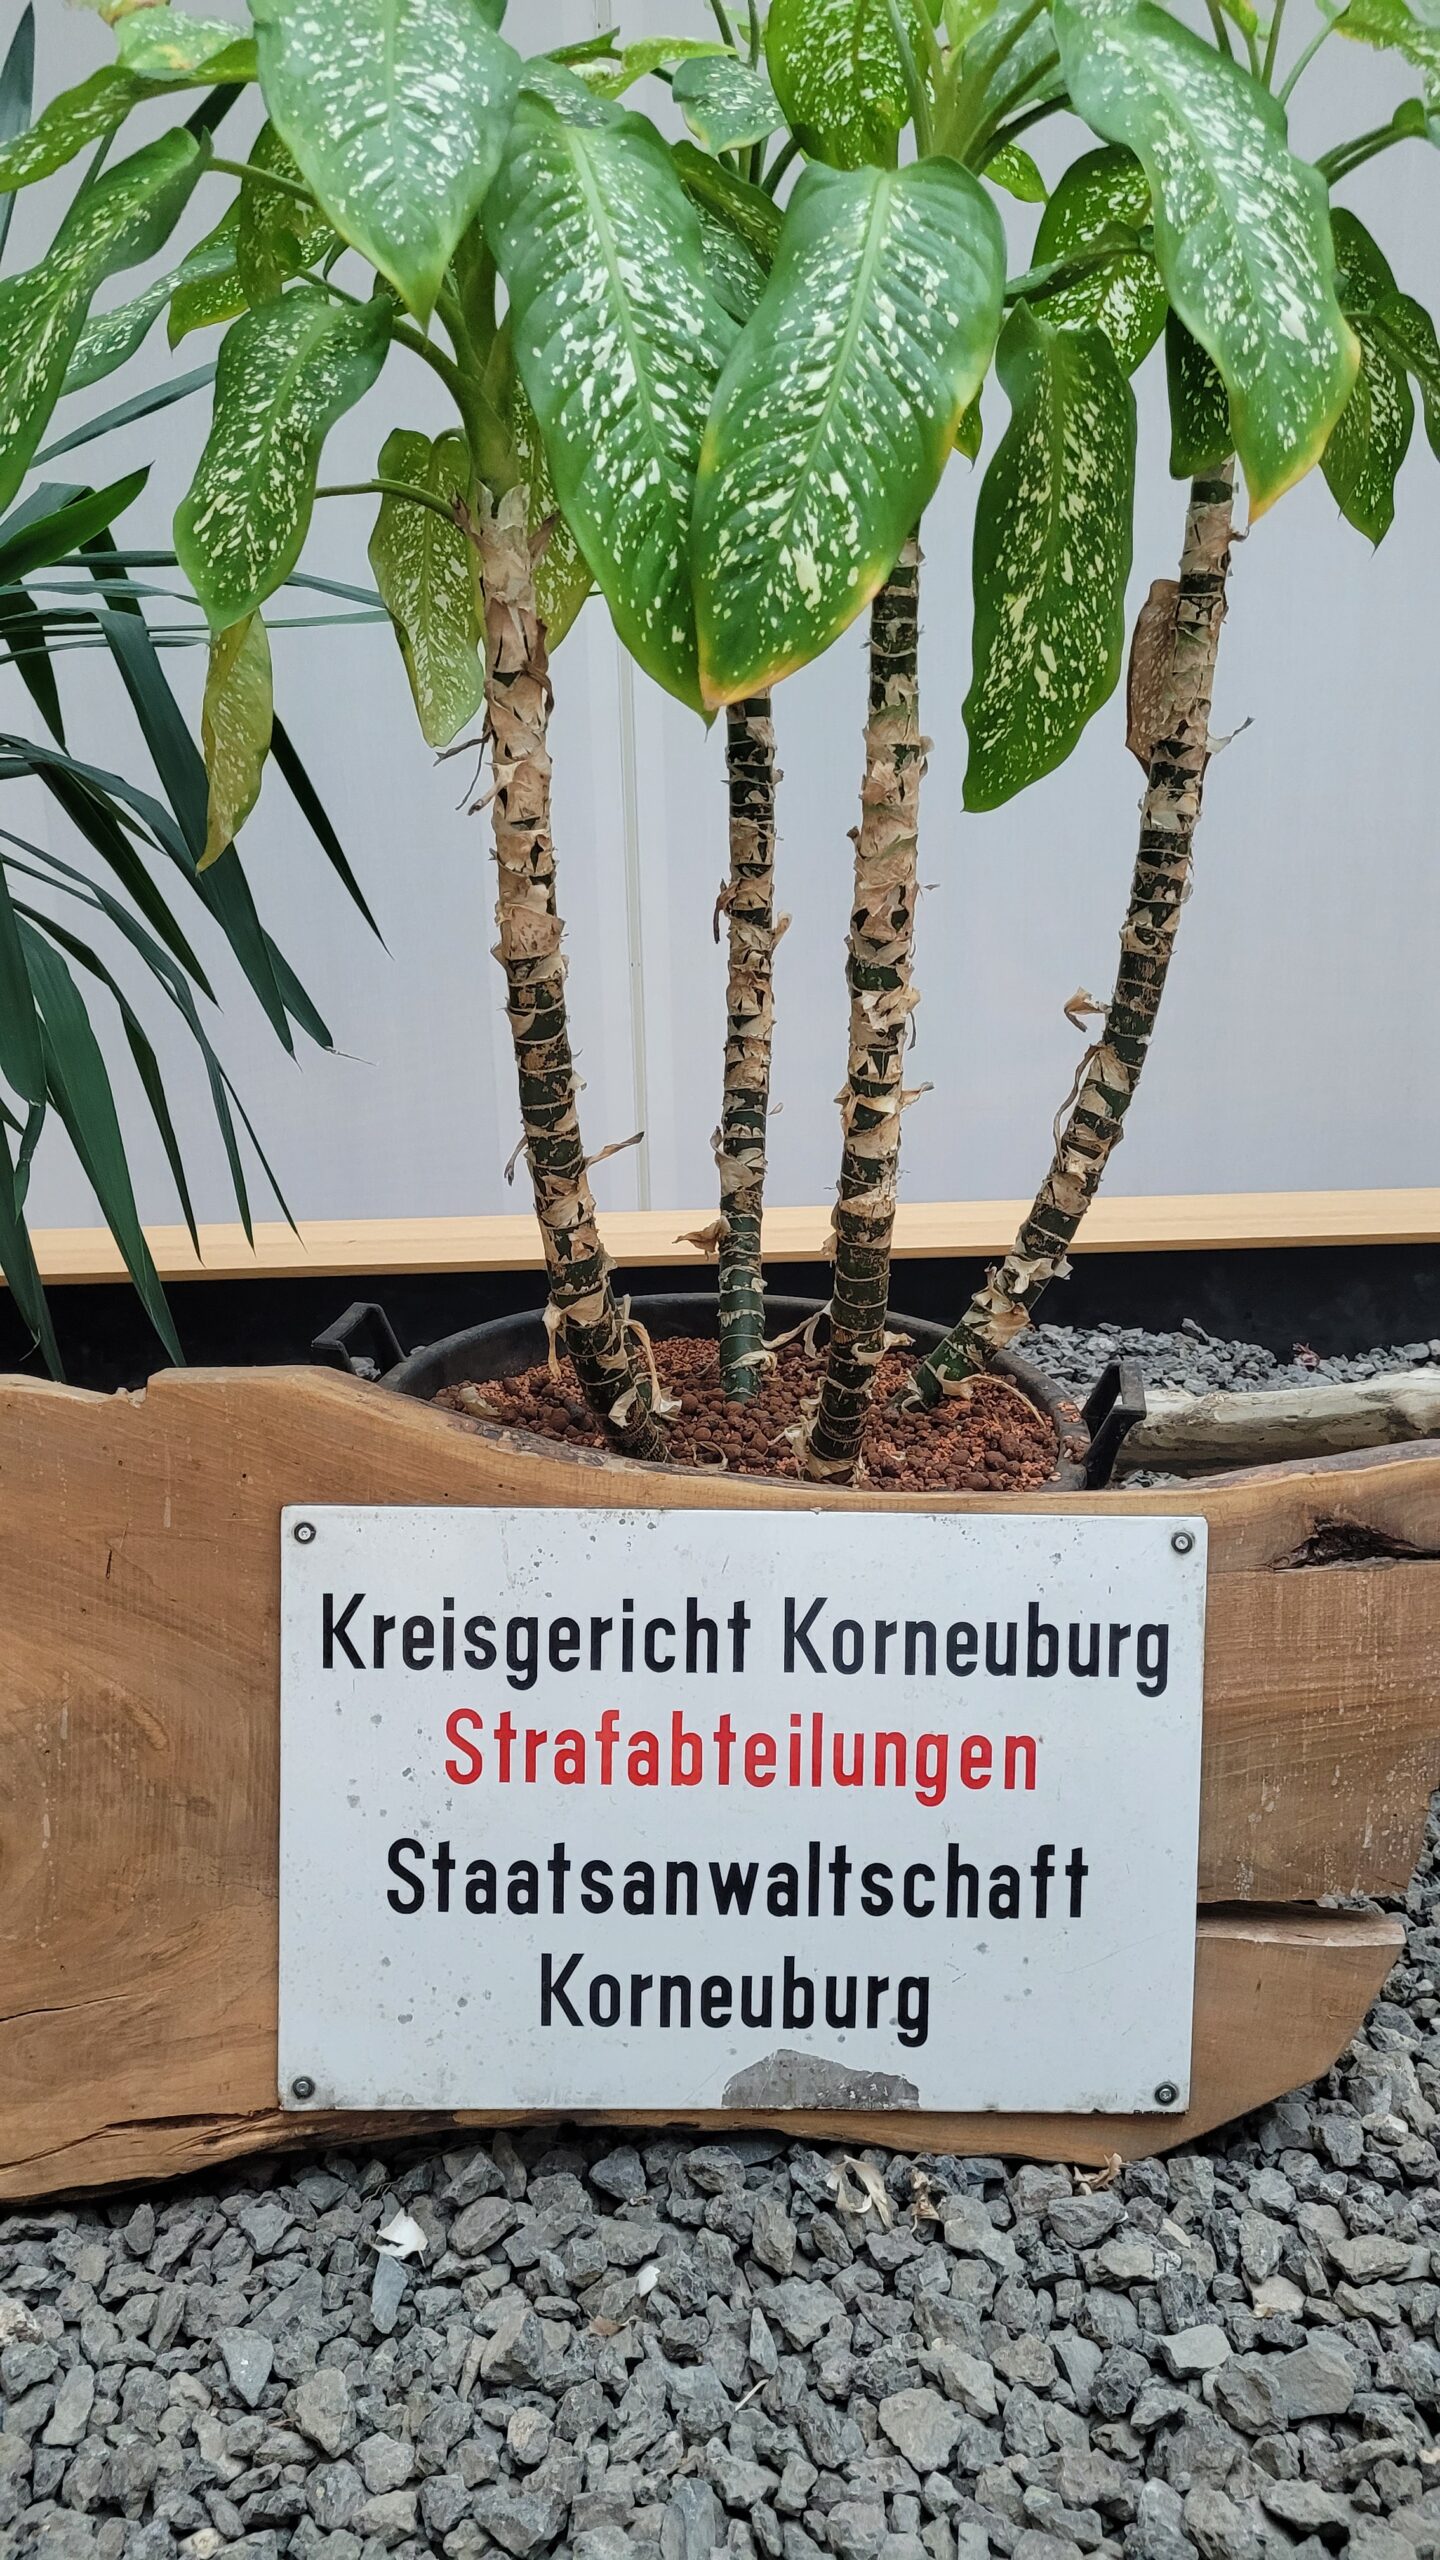 Kreisgericht Korneuburg
Strafabteilungen
Staatsanwaltschaft
Korneuburg